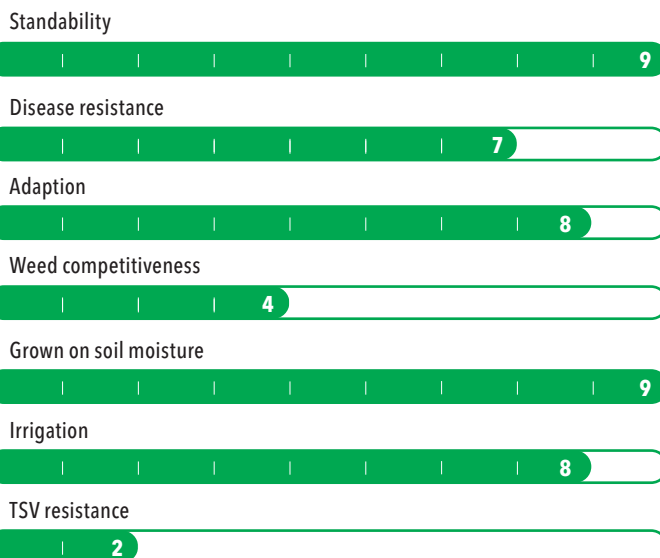 Standability
9
Disease resistance
7
Adaption
8
Weed competitiveness
4
Grown on soil moisture
9
Irrigation
8
TSV resistance
2